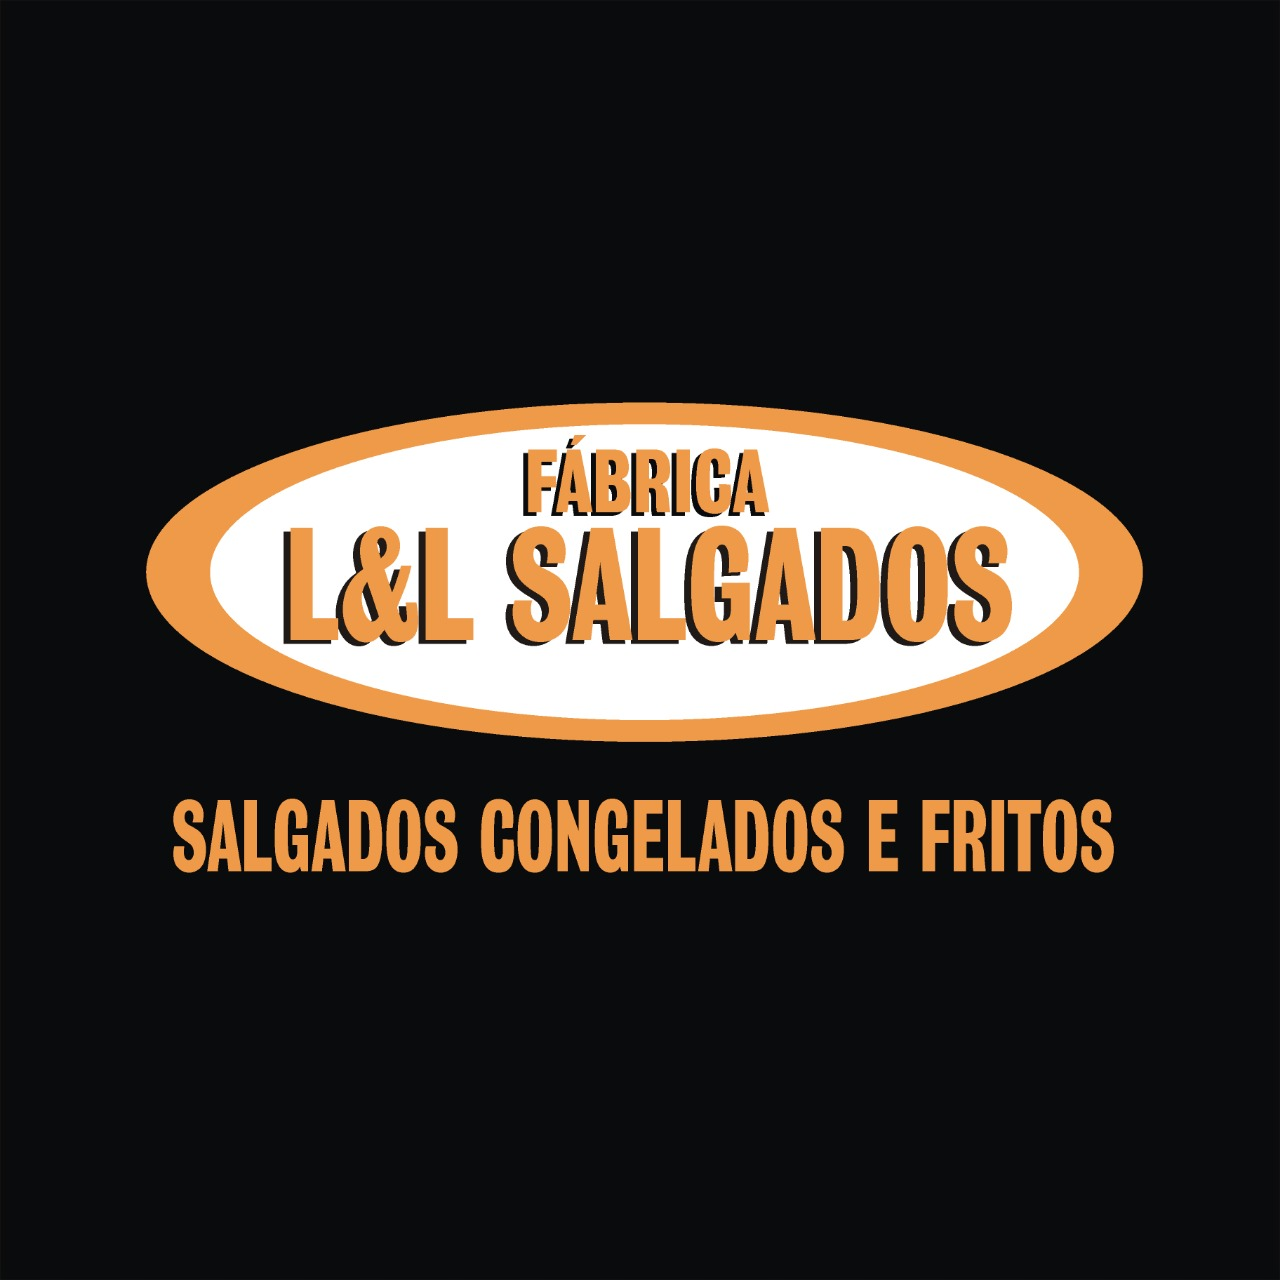 FÁBRICA
L&L SALGADOS
SALGADOS CONGELADOS E FRITOS